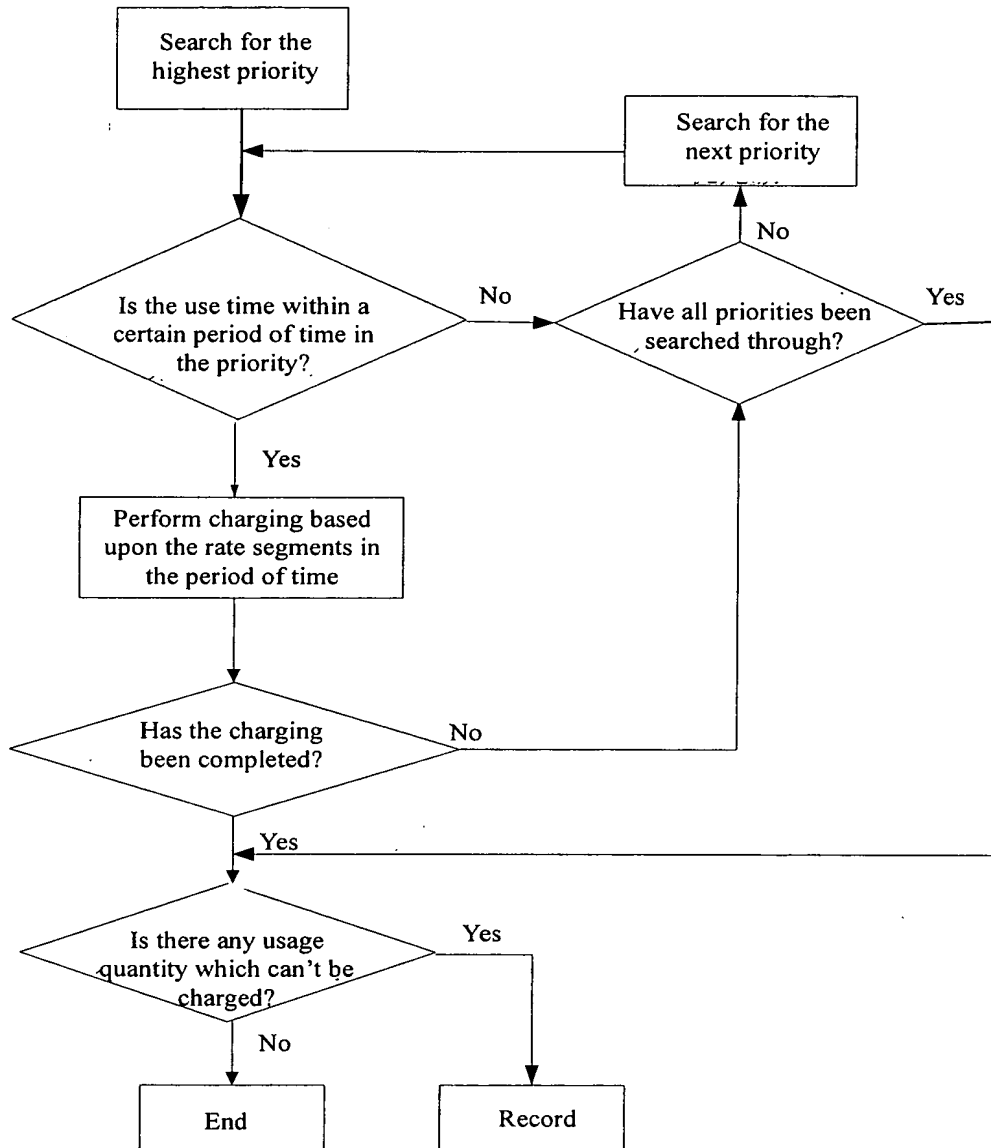 Search for the
highest priority
Search for the
next priority
No
Is the use time within a
certain period of time in
the priority?
No
Have all priorities been
searched through?
Yes
Yes
Perform charging based
upon the rate segments in
the period of time
Has the charging
been completed?
No
Yes
Is there any usage
quantity which can't be
charged?
Yes
No
End
Record